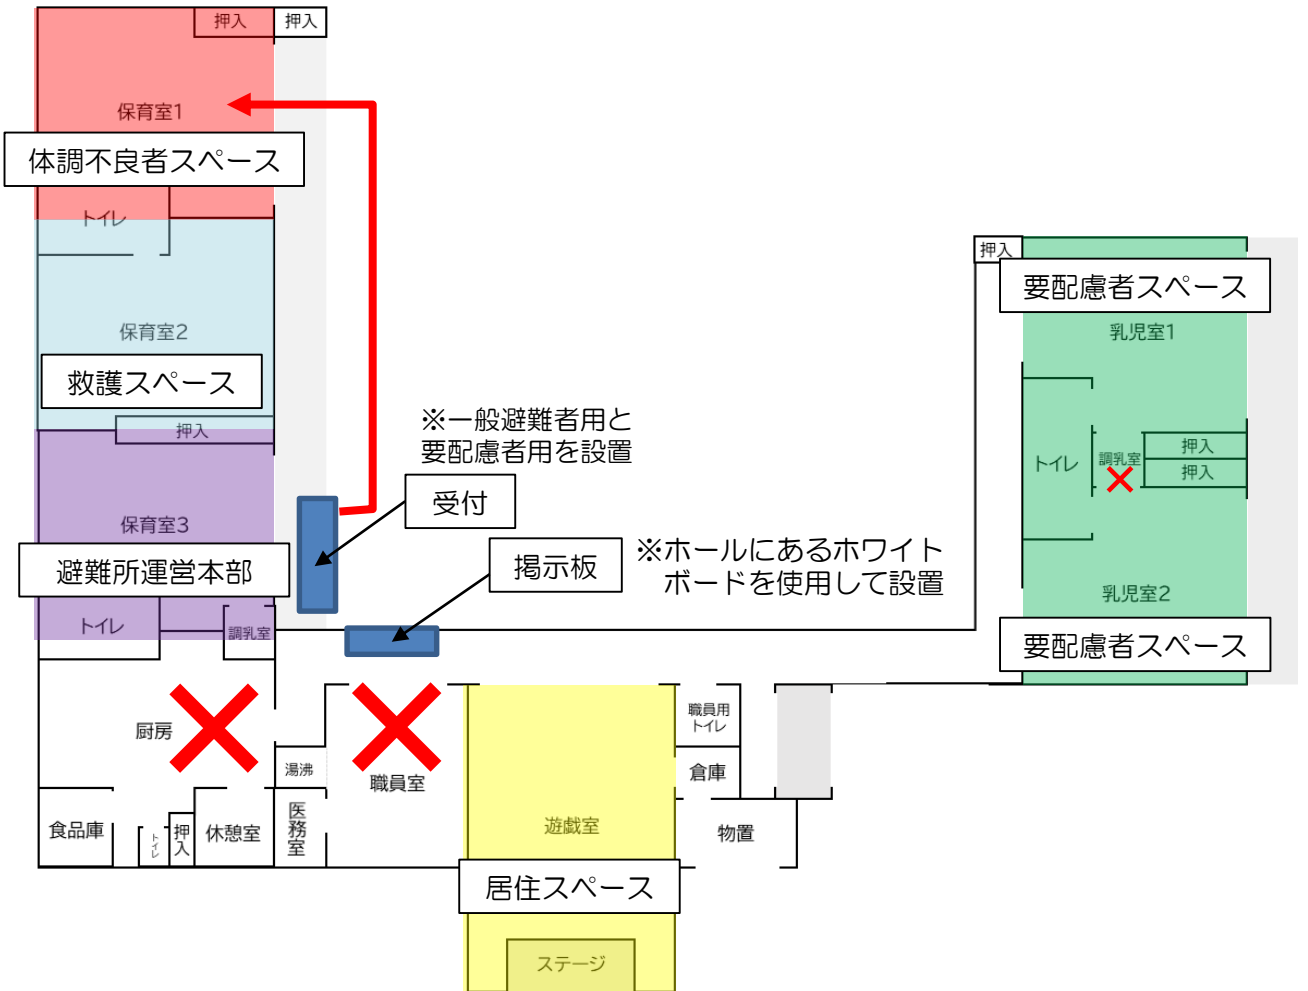 押入
押入
保育室1
体調不良者スペース
トイレ
保育室2
救護スペース
押入
保育室3
避難所運営本部
トイレ
調乳室
※一般避難者用と
要配慮者用を設置
受付
掲示板
※ホールにあるホワイト
ボードを使用して設置
押入
要配慮者スペース
乳児室1
トイレ
調乳室
押入
押入
乳児室2
要配慮者スペース
厨房
湯沸
職員室
職員用
トイレ
倉庫
食品庫
トイレ
押入
休憩室
医務室
遊戯室
物置
居住スペース
ステージ